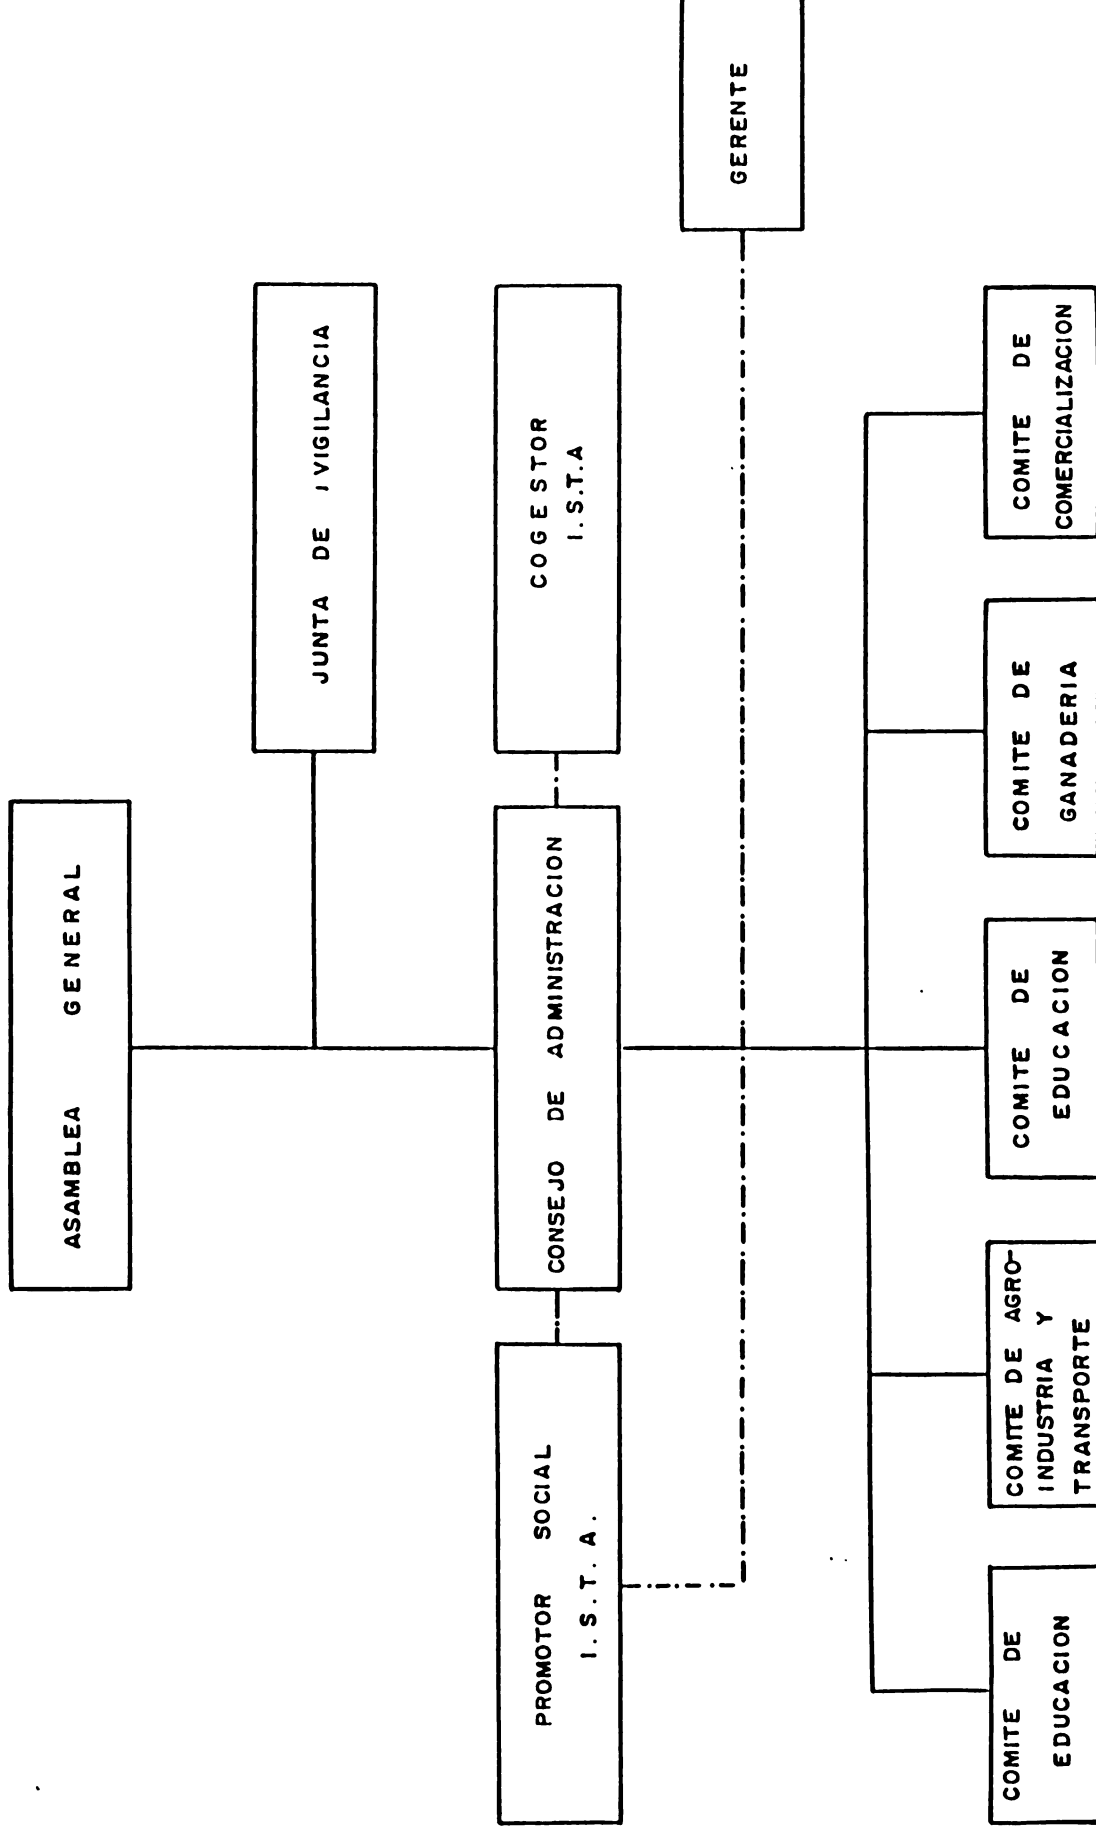 ASAMBLEA GENERAL
JUNTA DE VIGILANCIA
PROMOTOR SOCIAL
I. S. T. A.
CONSEJO DE ADMINISTRACION
COGESTOR
I.S.T.A
GERENTE
COMITE DE
EDUCACION
COMITE DE AGRO-
INDUSTRIA Y
TRANSPORTE
COMITE DE
EDUCACION
COMITE DE
GANADERIA
COMITE DE
COMERCIALIZACION